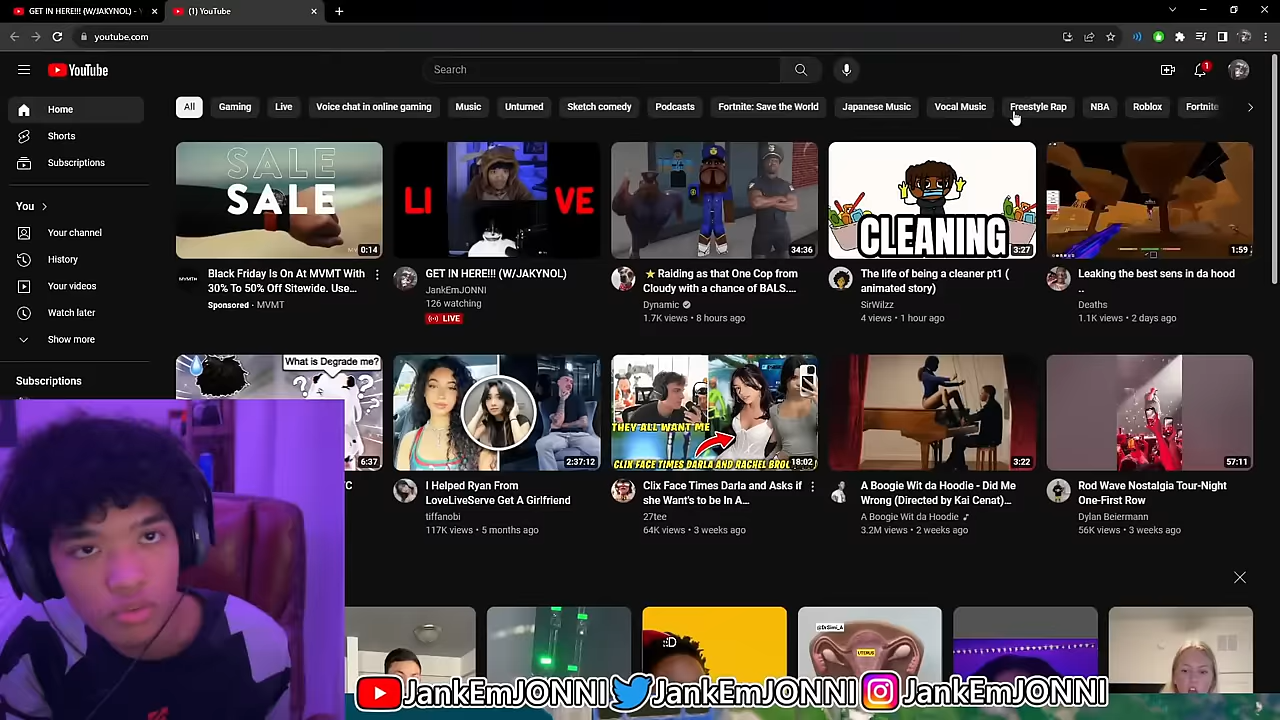 GET IN HERE!!! (W/JAKYNOL) -
(1) YouTube
youtube.com
YouTube
Search
1
All
Gaming
Live
Voice chat in online gaming
Music
Unturned
Sketch comedy
Podcasts
Fortnite: Save the World
Japanese Music
Vocal Music
Freestyle Rap
NBA
Roblox
Fortnite
Home
Shorts
Subscriptions
You
Your channel
History
Your videos
Watch later
Show more
Subscriptions
SALE
SALE
0:14
Black Friday Is On At MVMT With
30% To 50% Off Sitewide. Use...
Sponsored • MVMT
LI VE
GET IN HERE!!! (W/JAKYNOL)
JankEmJONNI
126 watching
LIVE
34:36
⭐ Raiding as that One Cop from
Cloudy with a chance of BALS....
Dynamic
1.7K views • 8 hours ago
CLEANING
3:27
The life of being a cleaner pt1 (
animated story)
SirWilzz
4 views • 1 hour ago
1:59
Leaking the best sens in da hood
..
Deaths
1.1K views • 2 days ago
What is Degrade me?
6:37
2:37:12
I Helped Ryan From
LoveLiveServe Get A Girlfriend
tiffanobi
117K views • 5 months ago
THEY ALL WANT ME
CLIX FACE TIMES DARLA AND RACHEL
18:02
Clix Face Times Darla and Asks if
she Want's to be In A...
27tee
64K views • 3 weeks ago
3:22
A Boogie Wit da Hoodie - Did Me
Wrong (Directed by Kai Cenat)...
A Boogie Wit da Hoodie
3.2M views • 2 weeks ago
57:11
Rod Wave Nostalgia Tour-Night
One-First Row
Dylan Beiermann
56K views • 3 weeks ago
:D
@DrSimi_A
UTERUS
JankEmJONNI JankEmJONNI JankEmJONNI